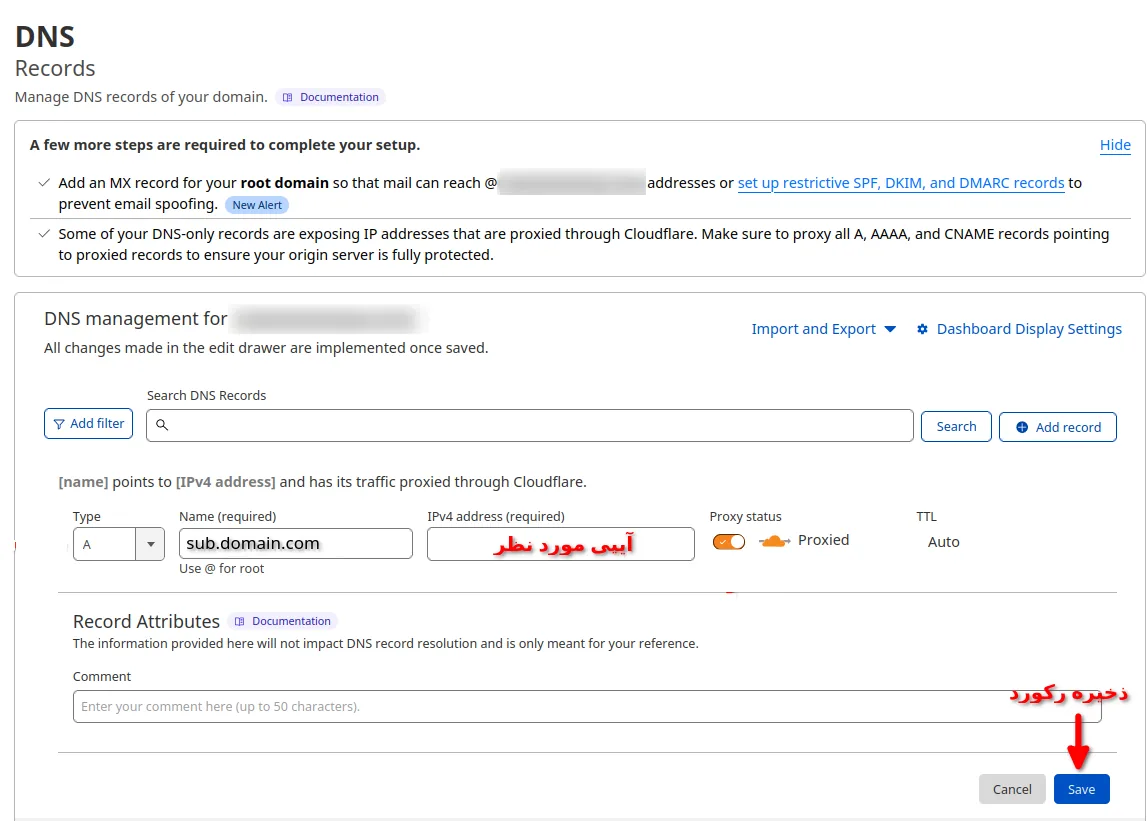 DNS
Records
Manage DNS records of your domain. Documentation
A few more steps are required to complete your setup. Hide
Add an MX record for your root domain so that mail can reach @ addresses or set up restrictive SPF, DKIM, and DMARC records to
prevent email spoofing. New Alert
Some of your DNS-only records are exposing IP addresses that are proxied through Cloudflare. Make sure to proxy all A, AAAA, and CNAME records pointing
to proxied records to ensure your origin server is fully protected.
DNS management for
Import and Export Dashboard Display Settings
All changes made in the edit drawer are implemented once saved.
Search DNS Records
Add filter Search Add record
[name] points to [IPv4 address] and has its traffic proxied through Cloudflare.
Type Name (required) IPv4 address (required) Proxy status TTL
A sub.domain.com آیپی مورد نظر Proxied Auto
Use @ for root
Record Attributes Documentation
The information provided here will not impact DNS record resolution and is only meant for your reference.
Comment
ذخیره رکورد
Enter your comment here (up to 50 characters).
Cancel Save